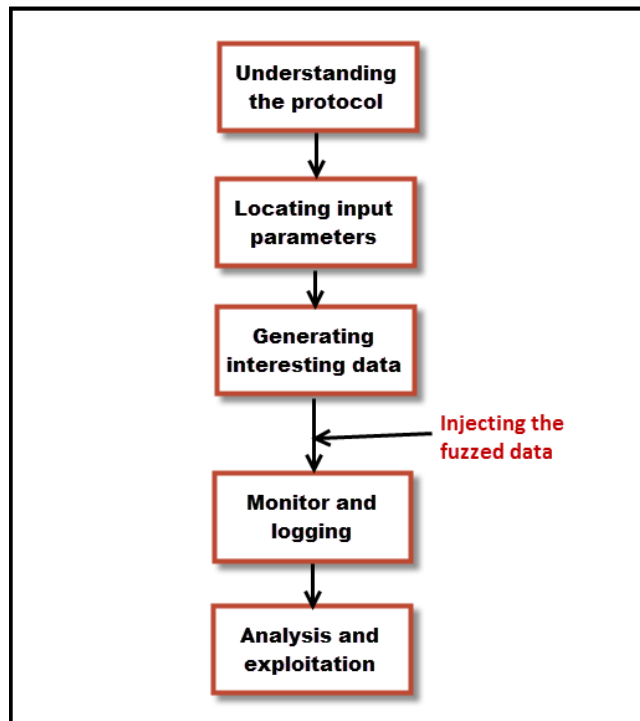 Understanding
the protocol
Locating input
parameters
Generating
interesting data
Injecting the
fuzzed data
Monitor and
logging
Analysis and
exploitation